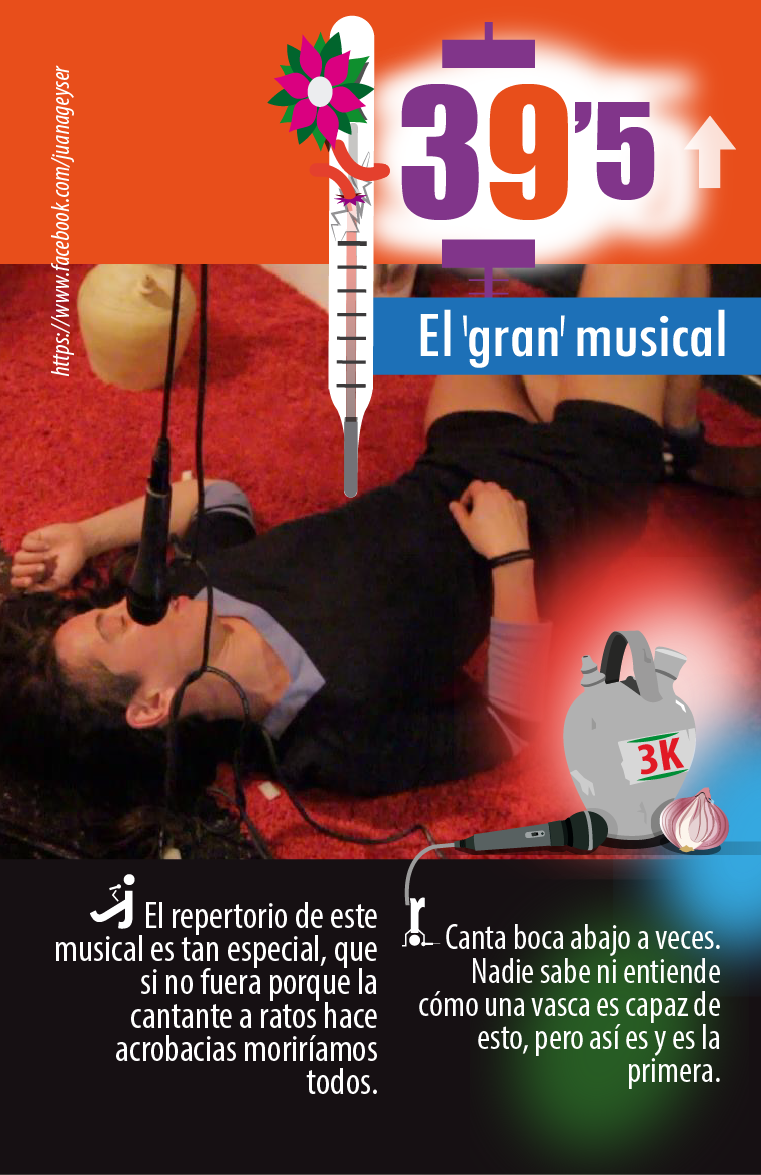 https://www.facebook.com/juanageyser
39'5
El 'gran' musical
3K
El repertorio de este
musical es tan especial, que
si no fuera porque la
cantante a ratos hace
acrobacias moriríamos
todos.
Canta boca abajo a veces.
Nadie sabe ni entiende
cómo una vasca es capaz de
esto, pero así es y es la
primera.